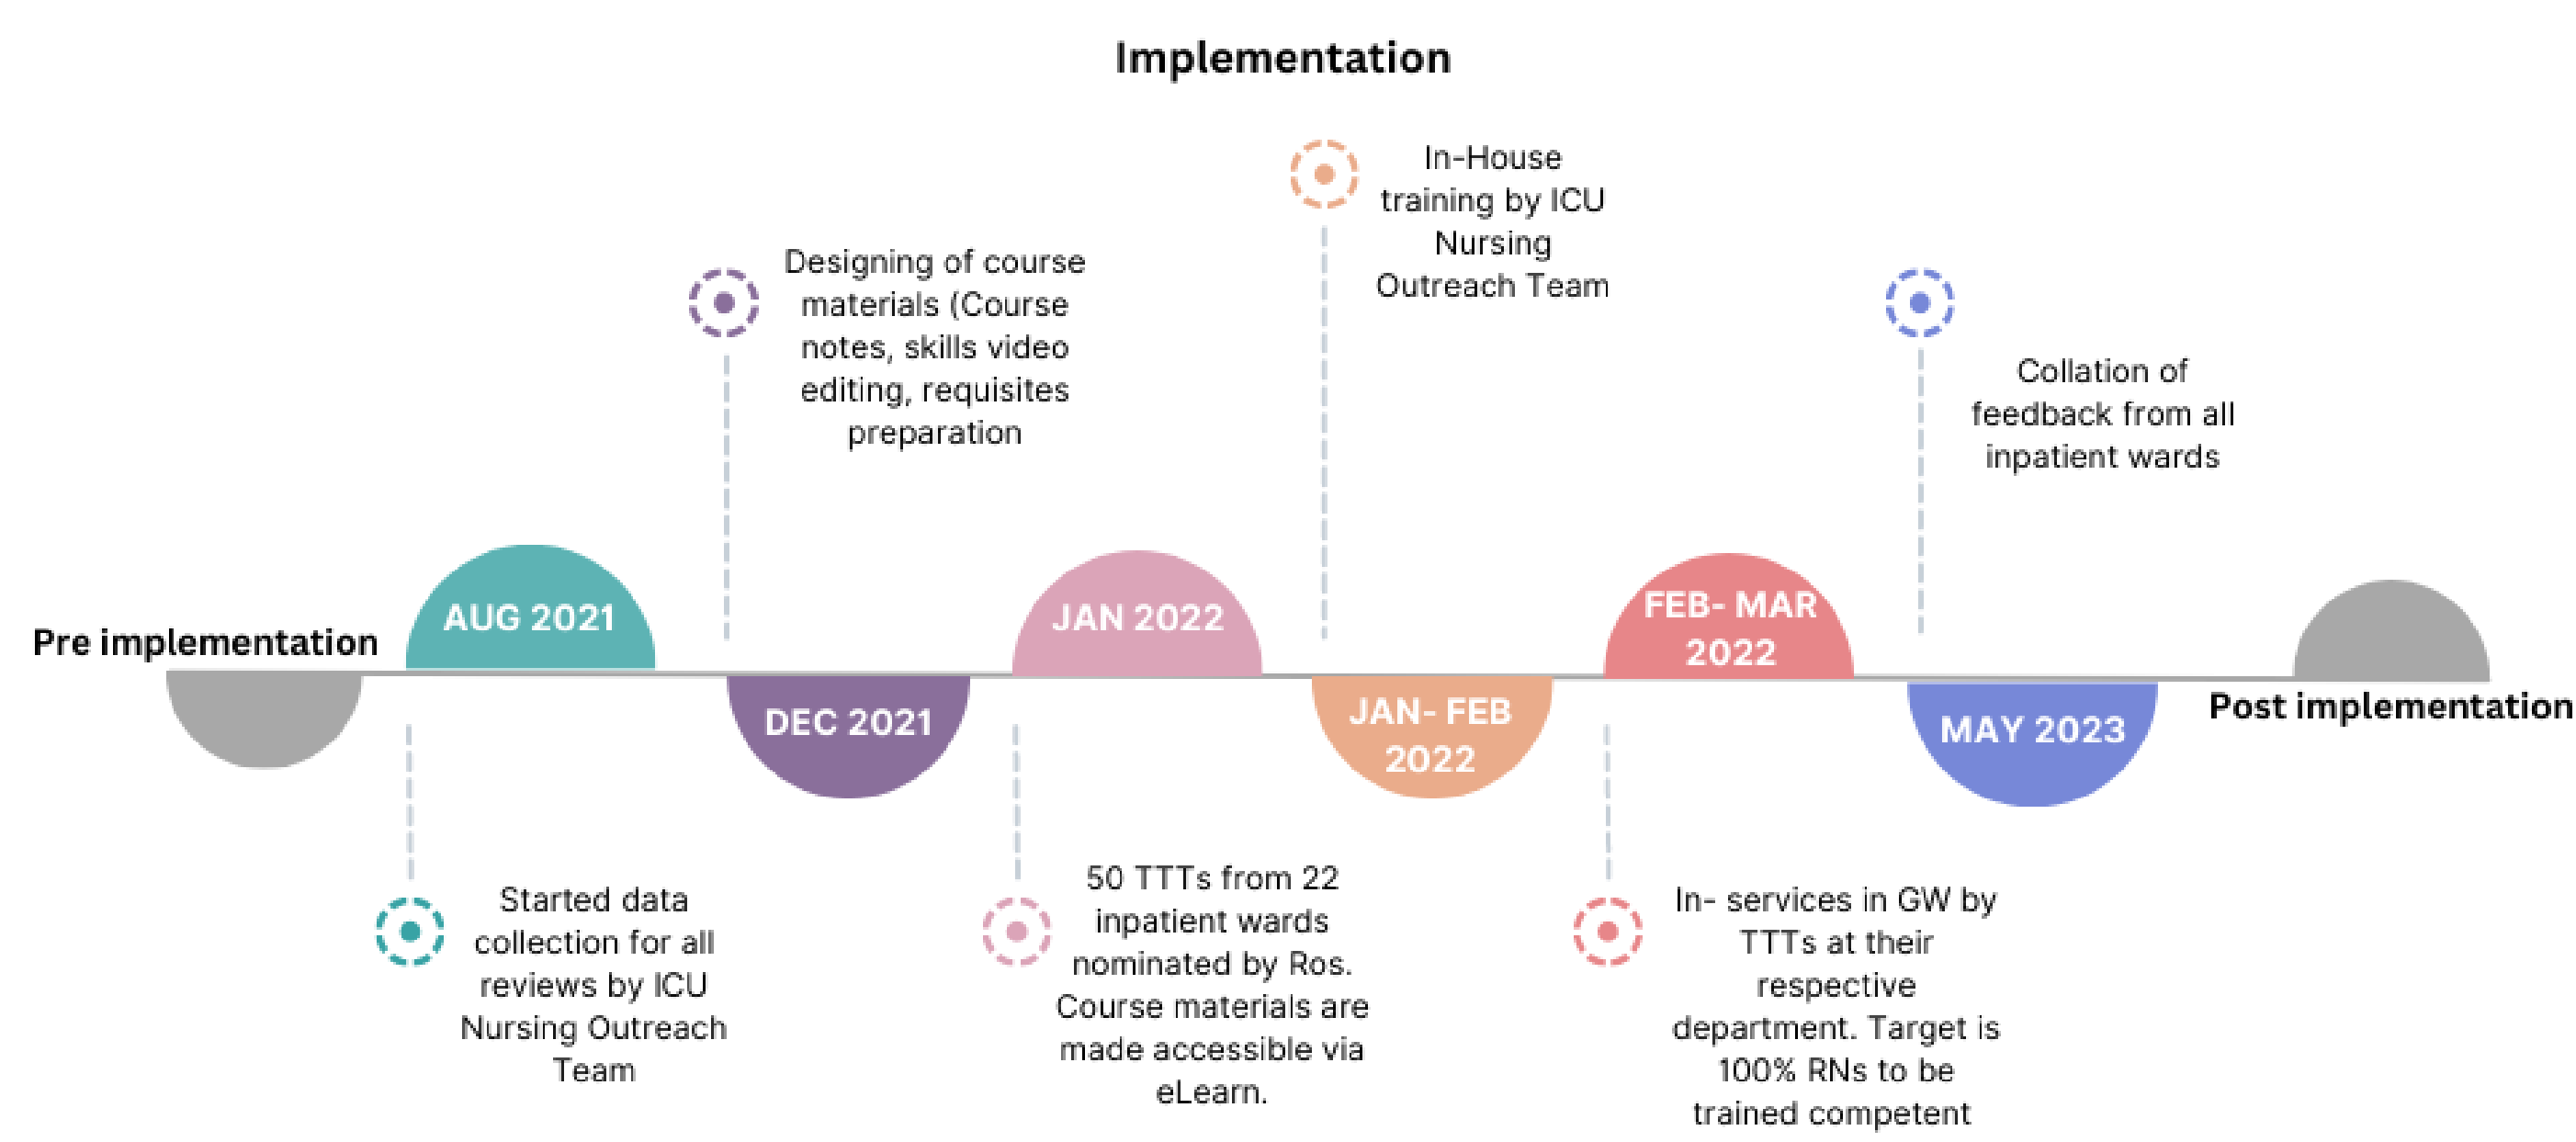 Implementation
In-House
training by ICU
Nursing
Outreach Team
Designing of course
materials (Course
notes, skills video
editing, requisites
preparation
Collation of
feedback from all
inpatient wards
Pre implementation
AUG 2021
DEC 2021
JAN 2022
JAN- FEB
2022
FEB- MAR
2022
MAY 2023
Post implementation
Started data
collection for all
reviews by ICU
Nursing Outreach
Team
50 TTTs from 22
inpatient wards
nominated by Ros.
Course materials are
made accessible via
eLearn.
In- services in GW by
TTTs at their
respective
department. Target is
100% RNs to be
trained competent